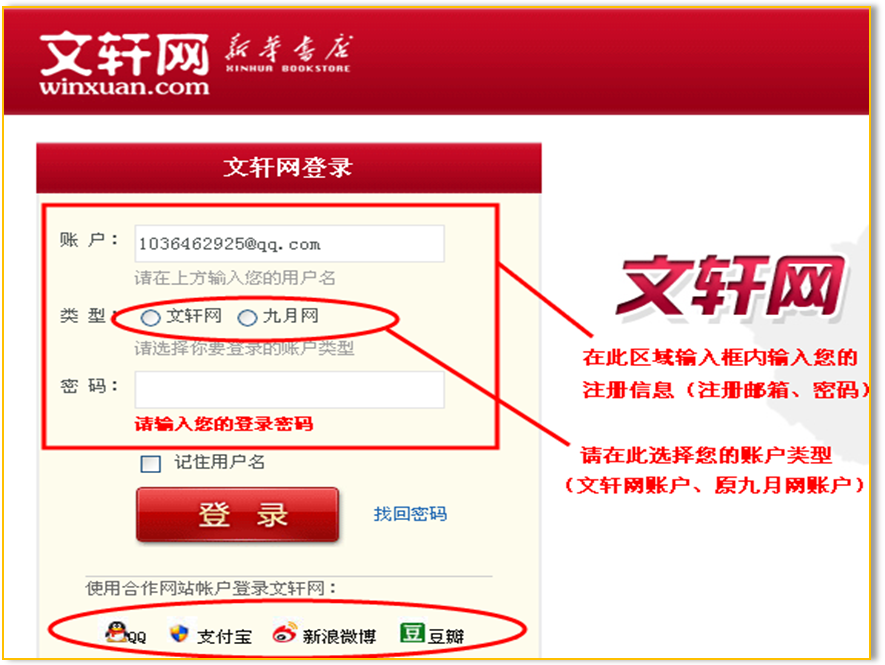 文轩网 新华书店
winxuan.com XINHUA BOOKSTORE
文轩网登录
账 户： 1036462925@qq.com
请在上方输入您的用户名
类 型： 文轩网 九月网
请选择你要登录的账户类型
密 码：
请输入您的登录密码
记住用户名
登 录 找回密码
使用合作网站帐户登录文轩网：
QQ 支付宝 新浪微博 豆 豆瓣
文轩网
在此区域输入框内输入您的
注册信息（注册邮箱、密码）
请在此选择您的账户类型
（文轩网账户、原九月网账户）